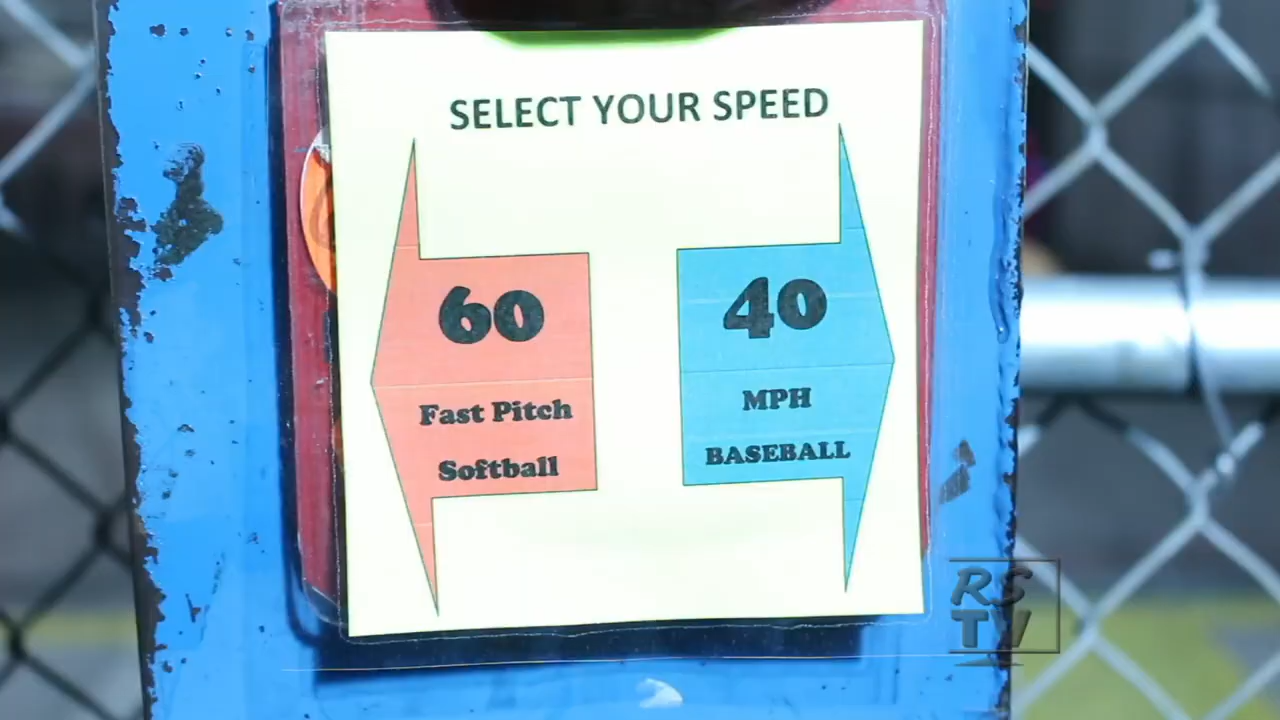 SELECT YOUR SPEED
60
Fast Pitch
Softball
40
MPH
BASEBALL
RS
TV